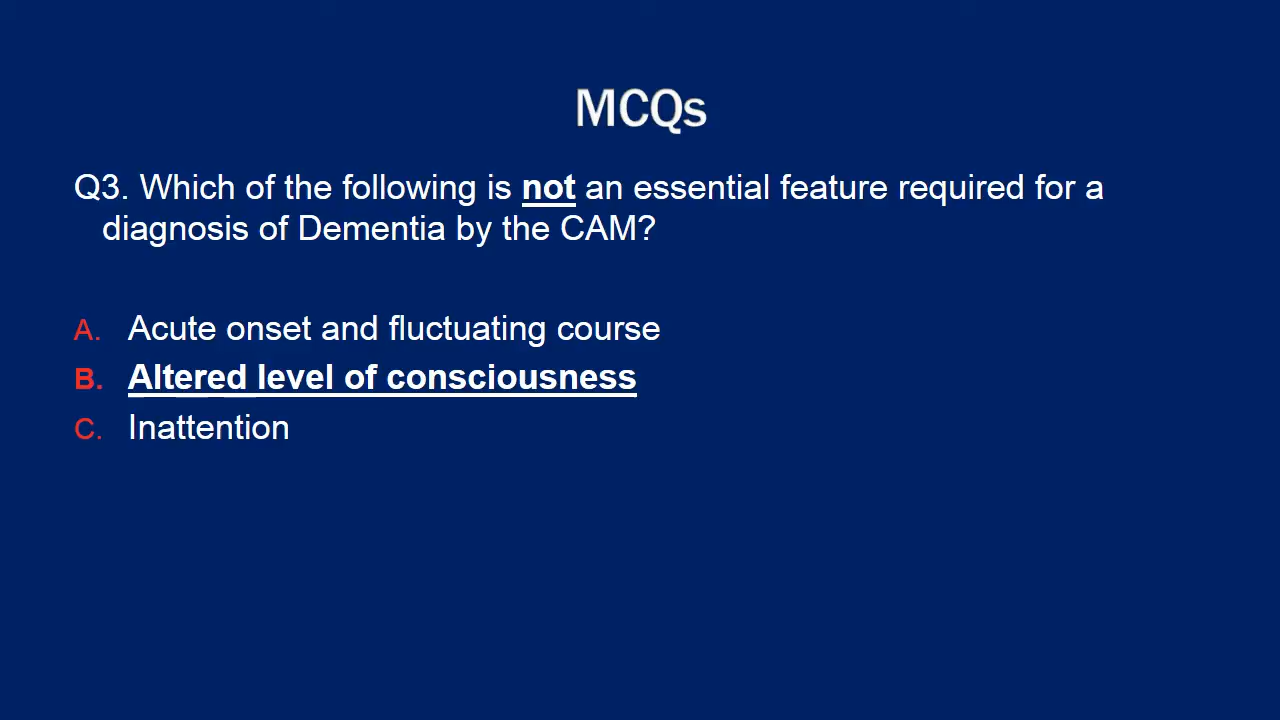 MCQs
Q3. Which of the following is not an essential feature required for a
diagnosis of Dementia by the CAM?
A. Acute onset and fluctuating course
B. Altered level of consciousness
C. Inattention